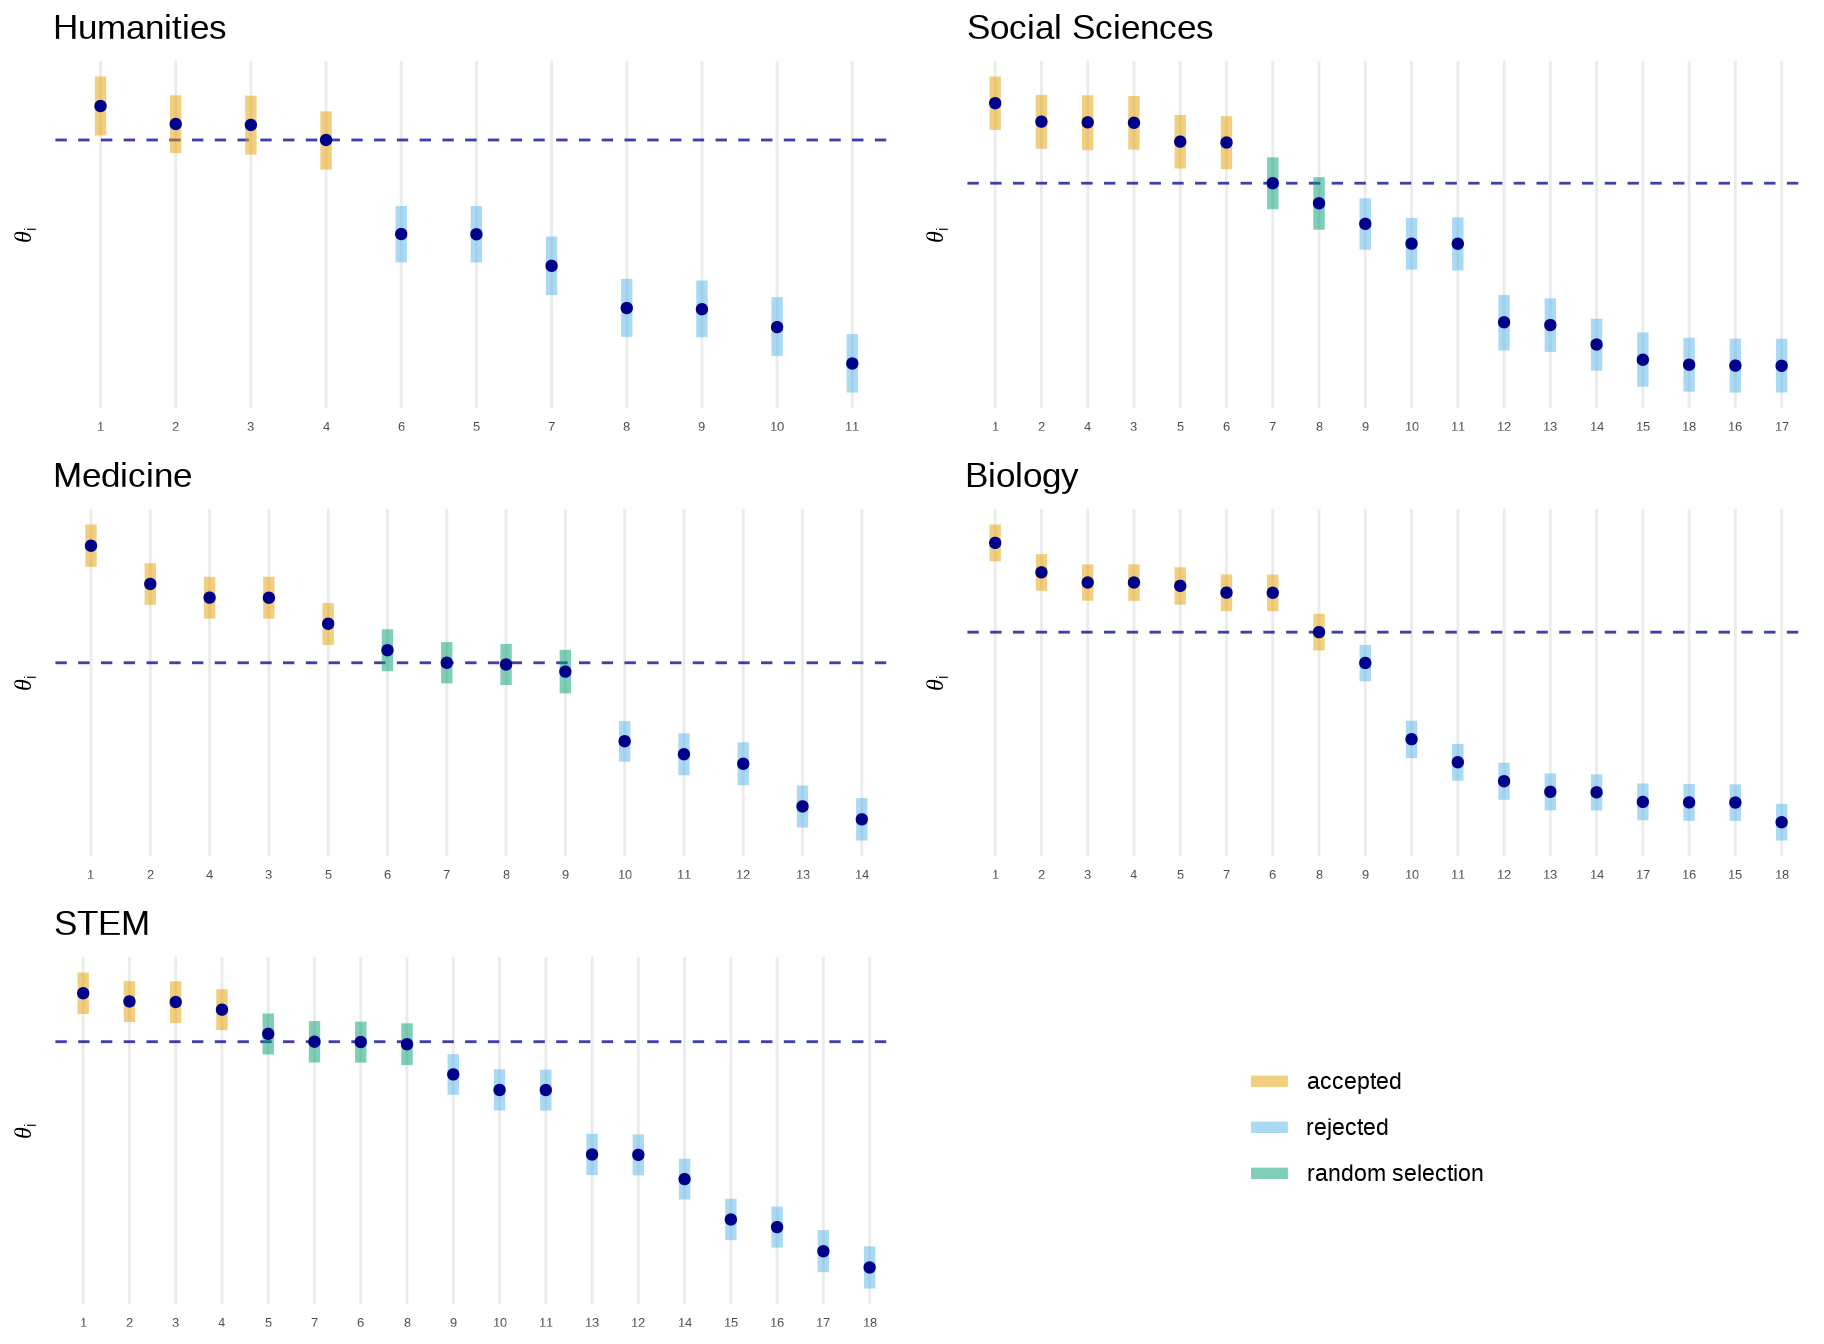 Humanities
θi
1 2 3 4 6 5 7 8 9 10 11
Social Sciences
θi
1 2 4 3 5 6 7 8 9 10 11 12 13 14 15 18 16 17
Medicine
θi
1 2 4 3 5 6 7 8 9 10 11 12 13 14
Biology
θi
1 2 3 4 5 7 6 8 9 10 11 12 13 14 17 16 15 18
STEM
θi
1 2 3 4 5 7 6 8 9 10 11 13 12 14 15 16 17 18
accepted
rejected
random selection